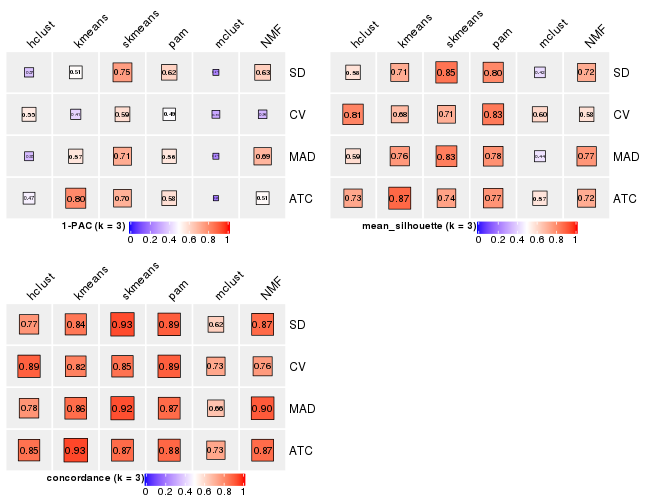 hclust kmeans skmeans pam mclust NMF
0.51 0.75 0.62 0.63 SD
0.55 0.59 0.49 CV
0.57 0.71 0.56 0.69 MAD
0.47 0.80 0.70 0.58 0.51 ATC
1-PAC (k = 3)
0 0.2 0.4 0.6 0.8 1
hclust kmeans skmeans pam mclust NMF
0.58 0.71 0.85 0.80 0.72 SD
0.81 0.68 0.71 0.83 0.60 0.58 CV
0.59 0.76 0.83 0.78 0.44 0.77 MAD
0.73 0.87 0.74 0.77 0.57 0.72 ATC
mean_silhouette (k = 3)
0 0.2 0.4 0.6 0.8 1
hclust kmeans skmeans pam mclust NMF
0.77 0.84 0.93 0.89 0.62 0.87 SD
0.89 0.82 0.85 0.89 0.73 0.76 CV
0.78 0.86 0.92 0.87 0.66 0.90 MAD
0.85 0.93 0.87 0.88 0.73 0.87 ATC
concordance (k = 3)
0 0.2 0.4 0.6 0.8 1